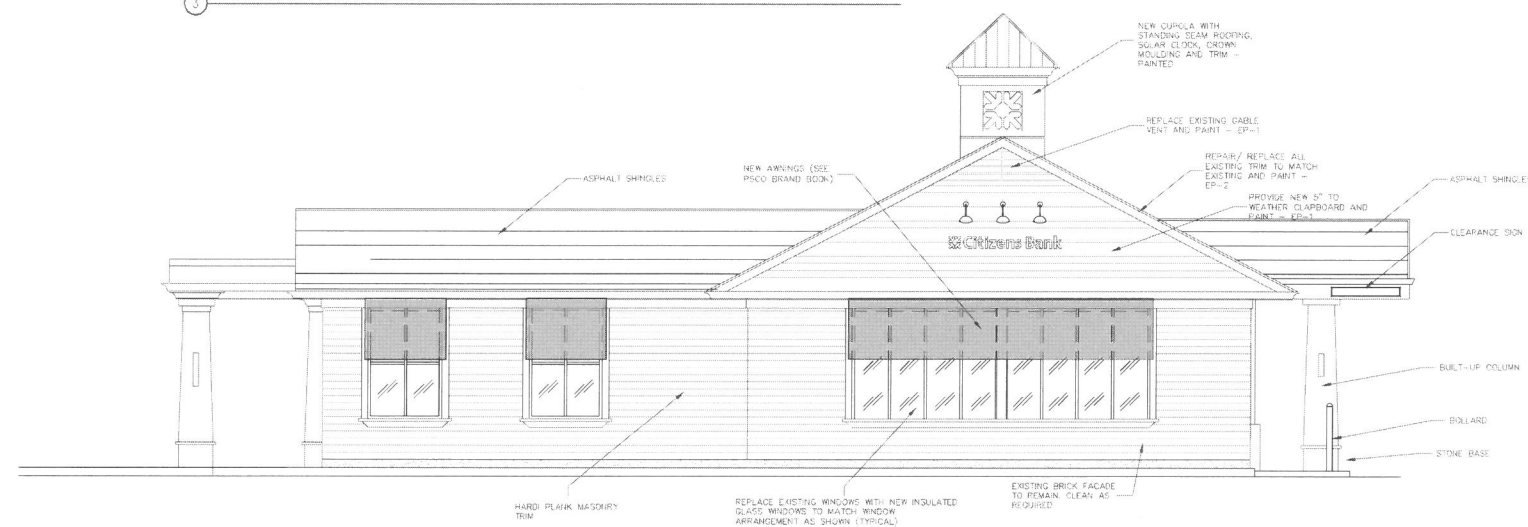 3
NEW CUPOLA WITH
STANDING SEAM ROOFING,
SOLAR CLOCK, CROWN
MOULDING AND TRIM -
PAINTED
REPLACE EXISTING GABLE
VENT AND PAINT - EP-1
REPAIR/ REPLACE ALL
EXISTING TRIM TO MATCH
EXISTING AND PAINT -
EP-2
NEW AWNINGS (SEE
PSCO BRAND BOOK)
ASPHALT SHINGLES
ASPHALT SHINGLE
PROVIDE NEW 5" TO
WEATHER CLAPBOARD AND
PAINT - EP-1
CLEARANCE SIGN
Citizens Bank
BUILT-UP COLUMN
BOLLARD
STONE BASE
HARDI PLANK MASONRY
TRIM
REPLACE EXISTING WINDOWS WITH NEW INSULATED
GLASS WINDOWS TO MATCH WINDOW
ARRANGEMENT AS SHOWN (TYPICAL)
EXISTING BRICK FACADE
TO REMAIN. CLEAN AS
REQUIRED